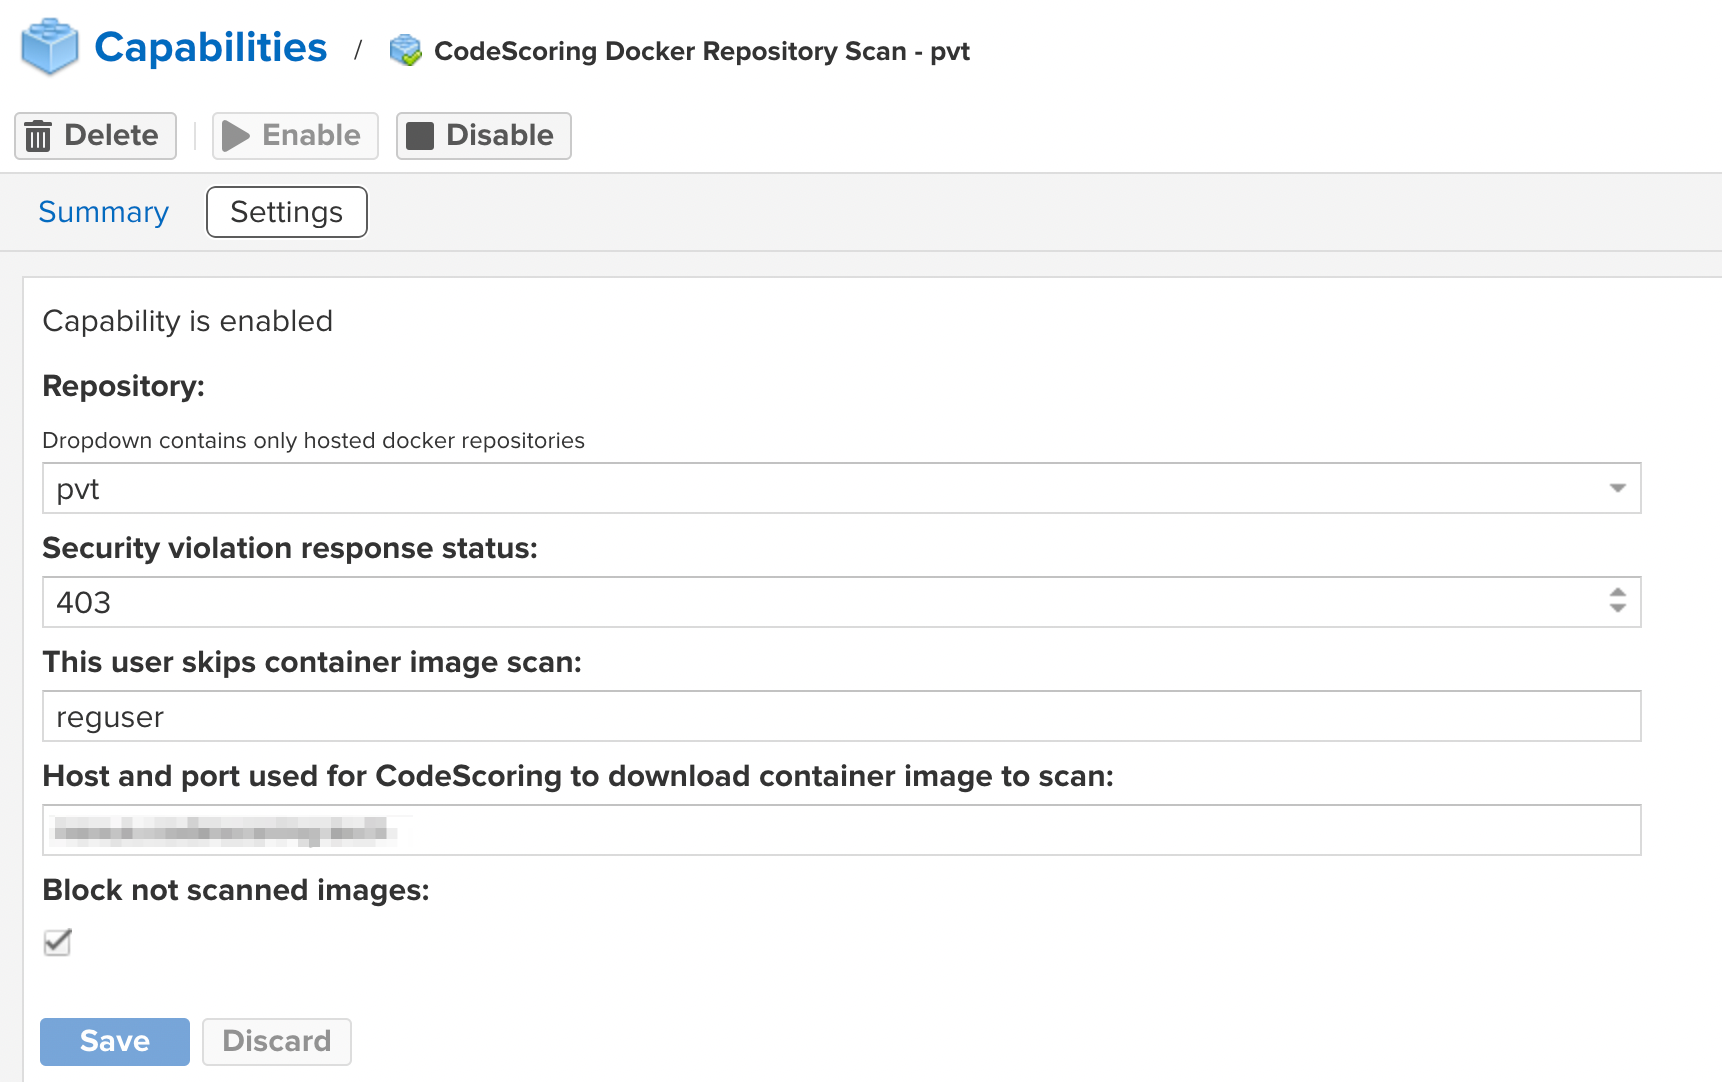 Capabilities / CodeScoring Docker Repository Scan - pvt
Delete Enable Disable
Summary Settings
Capability is enabled
Repository:
Dropdown contains only hosted docker repositories
pvt
Security violation response status:
403
This user skips container image scan:
reguser
Host and port used for CodeScoring to download container image to scan:
Block not scanned images:
Save Discard